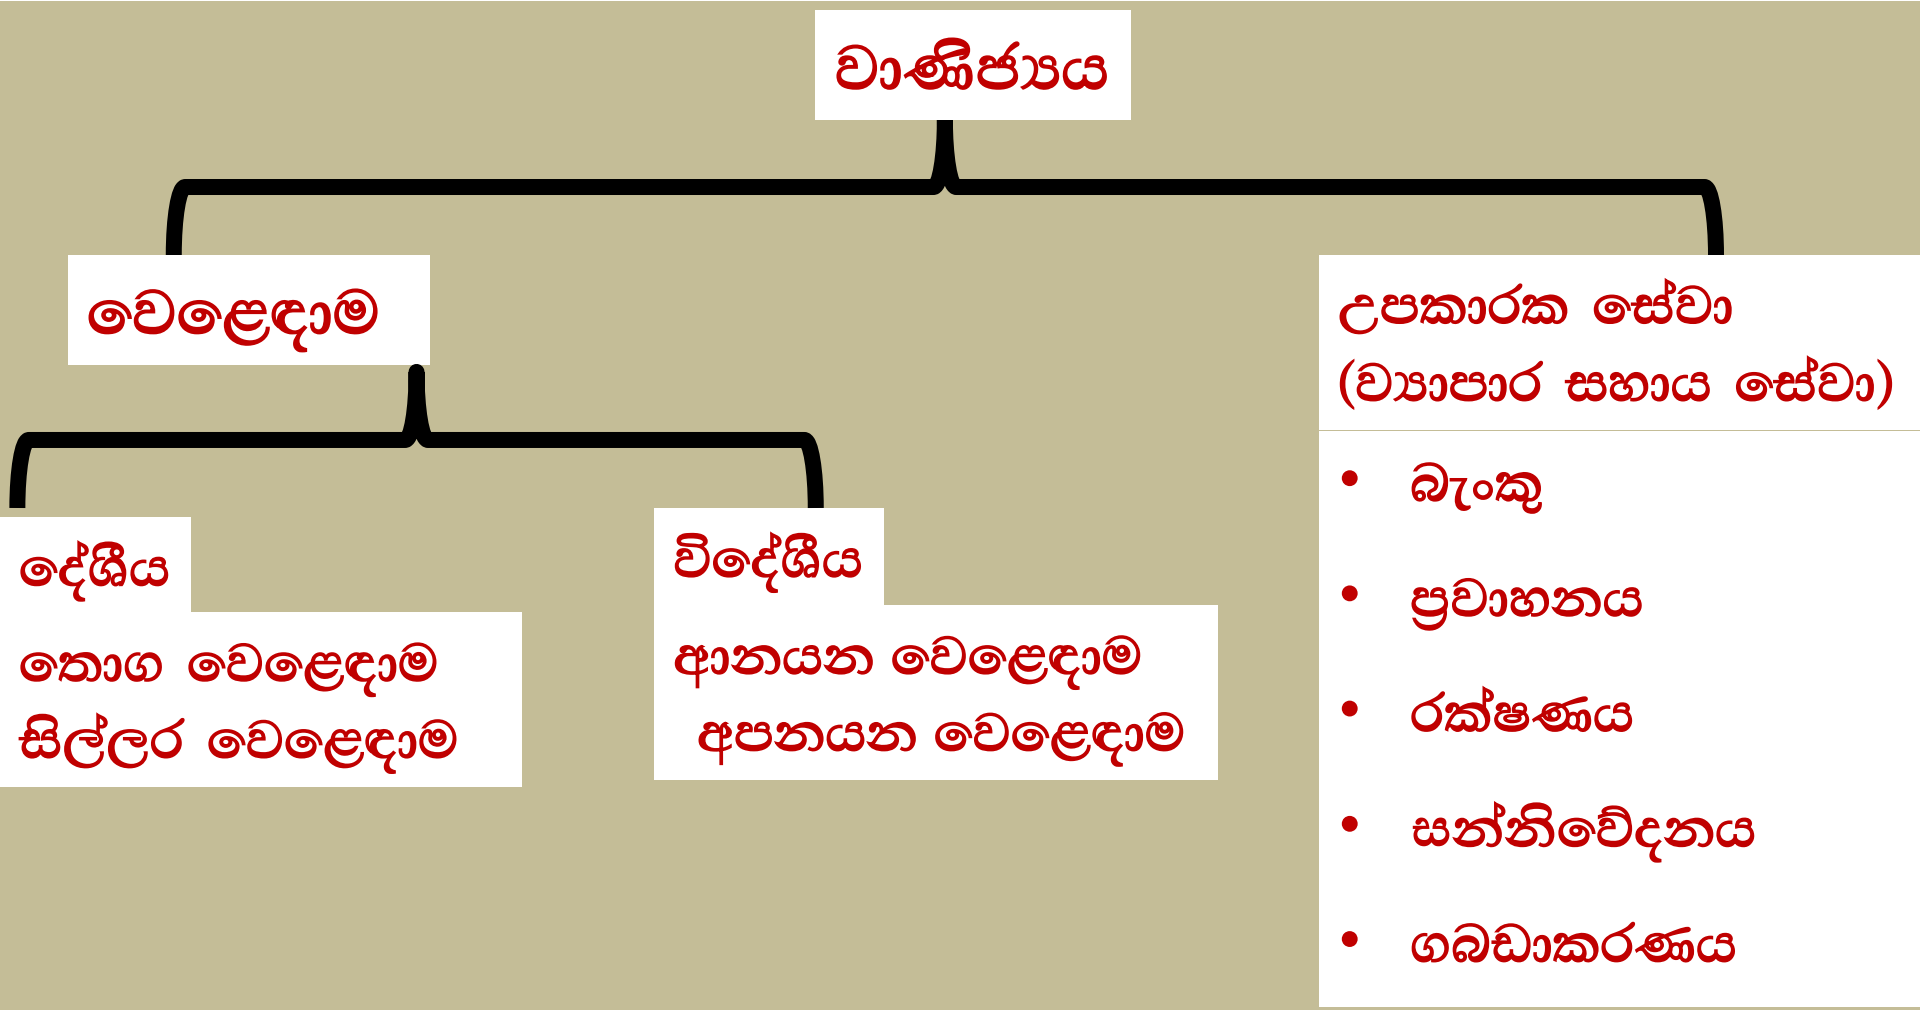 වාණිජ්‍යය
වෙළෙඳාම
උපකාරක සේවා
(ව්‍යාපාර සහාය සේවා)
දේශීය
තොග වෙළෙඳාම
සිල්ලර වෙළෙඳාම
විදේශීය
ආනයන වෙළෙඳාම
අපනයන වෙළෙඳාම
• බැංකු
• ප්‍රවාහනය
• රක්ෂණය
• සන්නිවේදනය
• ගබඩාකරණය